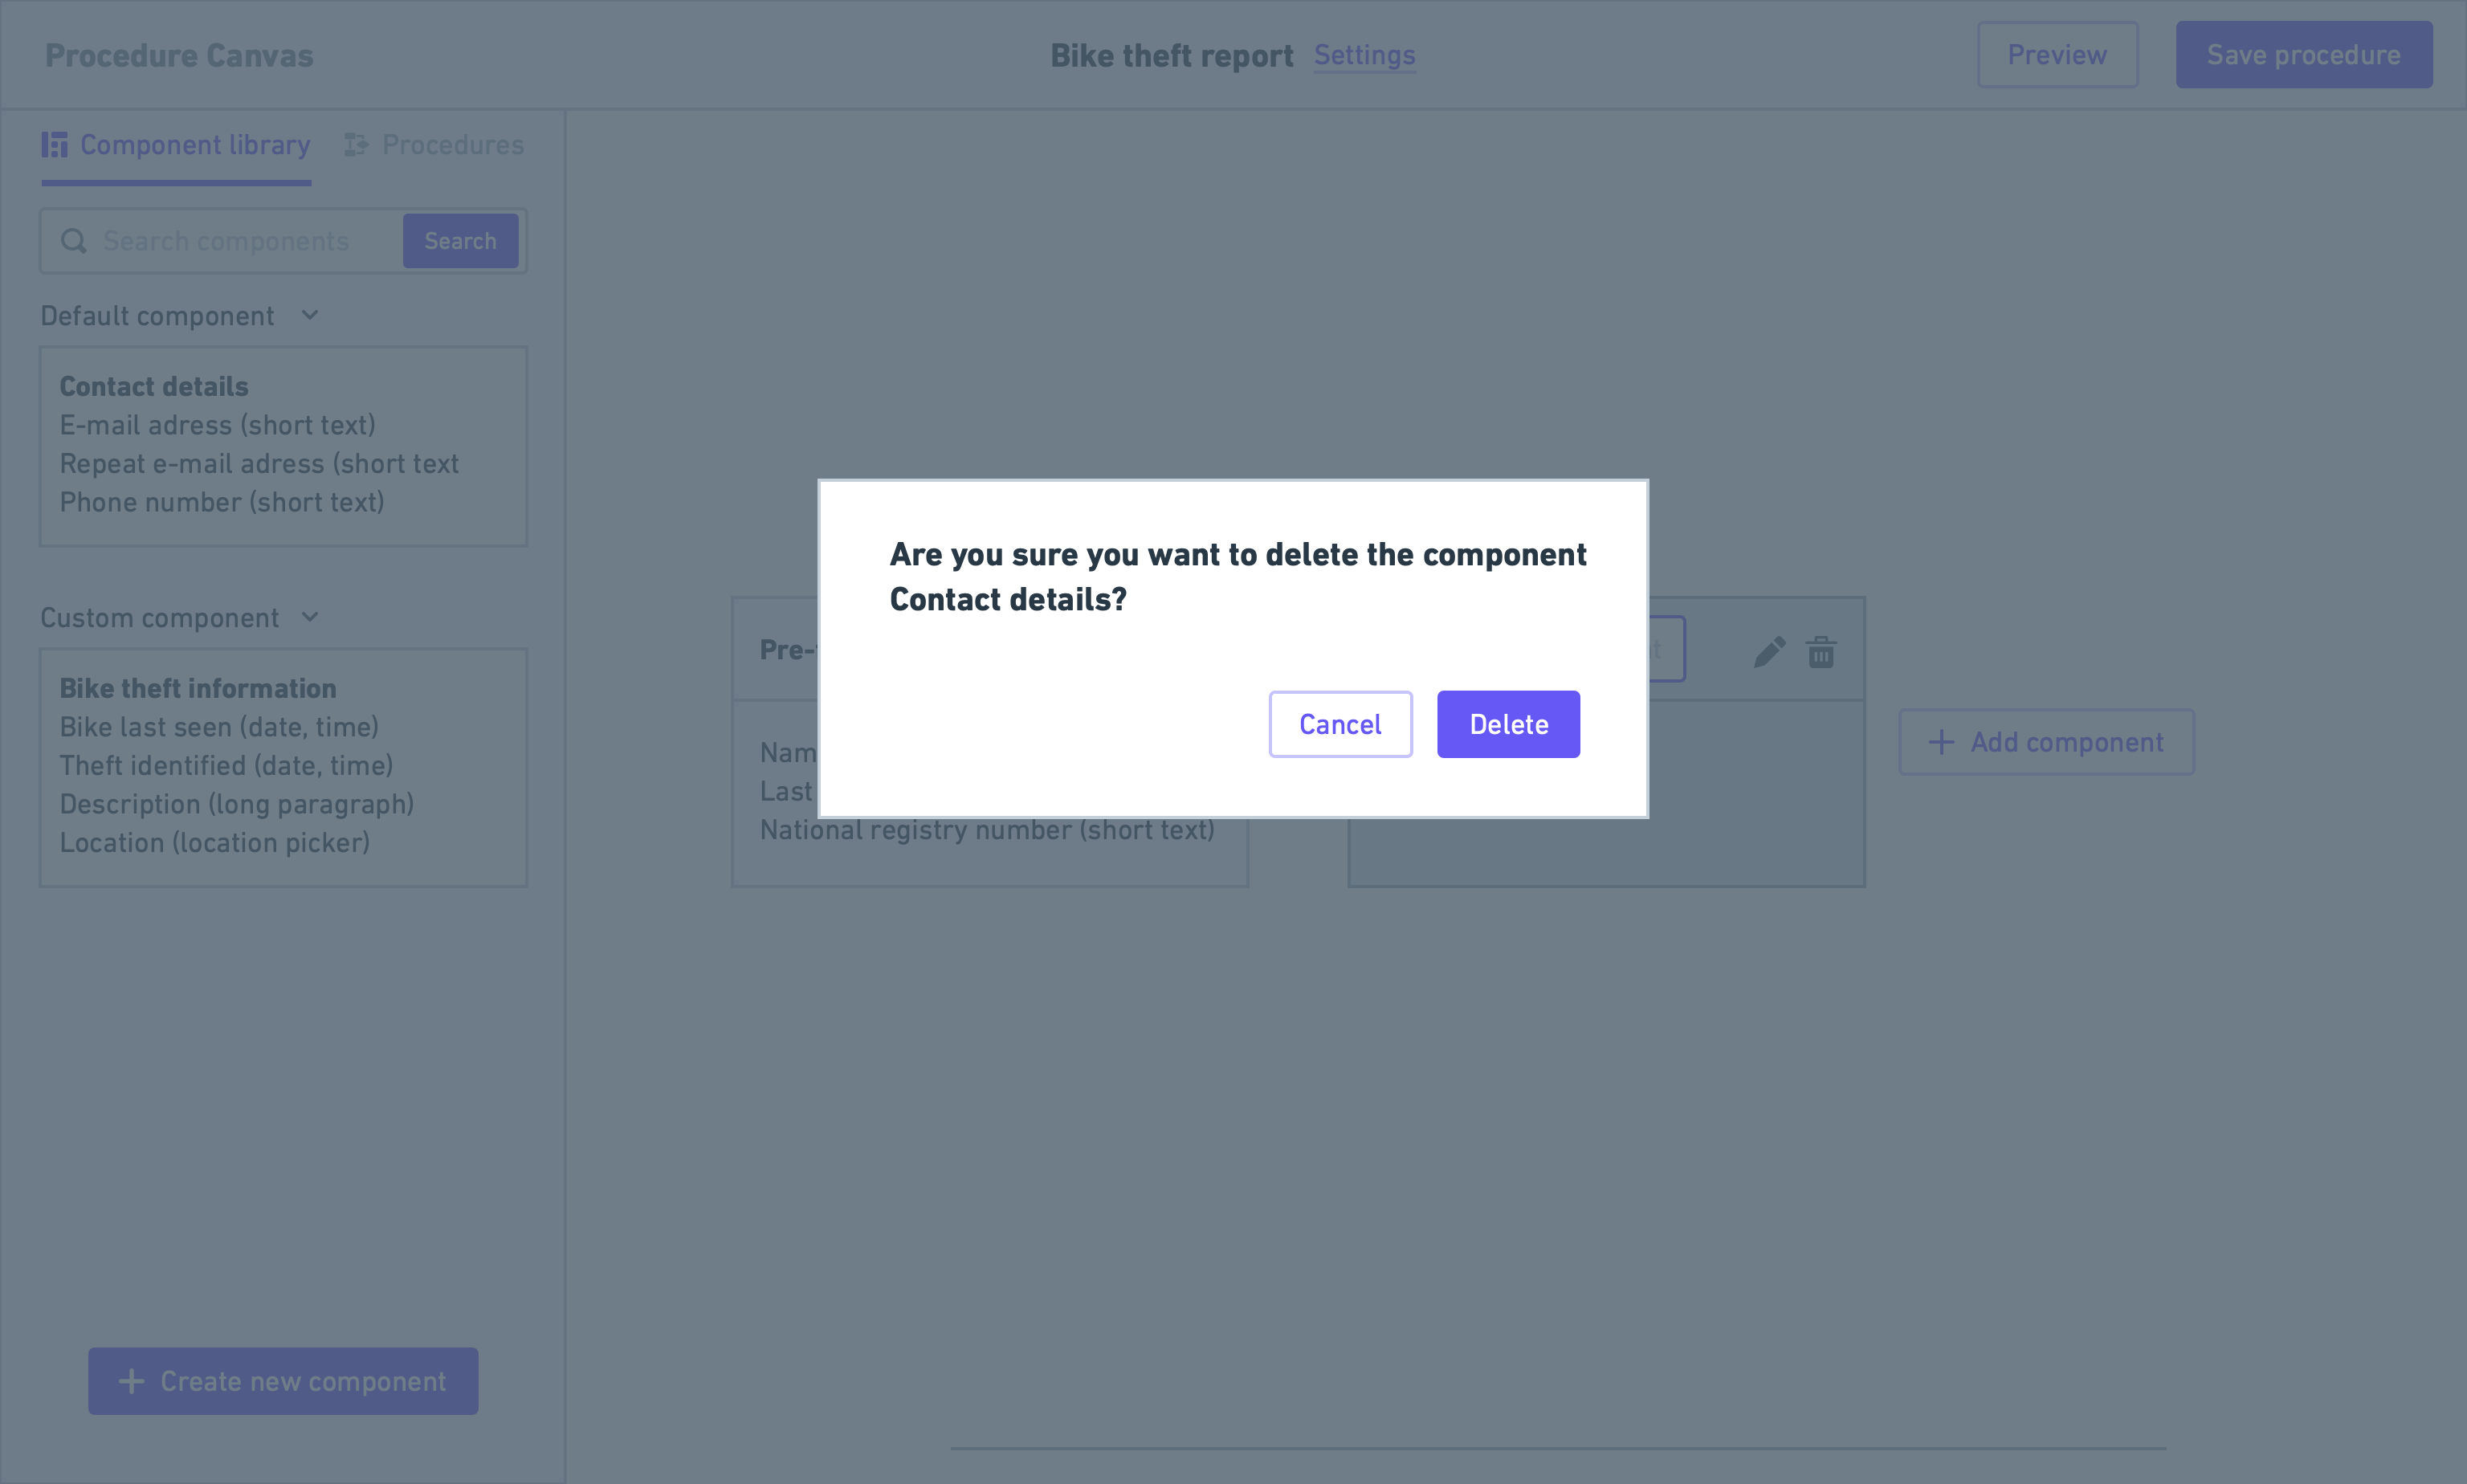 Procedure Canvas
Bike theft report Settings
Preview
Save procedure
Component library
Procedures
Search components
Search
Default component
Contact details
E-mail adress (short text)
Repeat e-mail adress (short text
Phone number (short text)
Custom component
Bike theft information
Bike last seen (date, time)
Theft identified (date, time)
Description (long paragraph)
Location (location picker)
Create new component
Are you sure you want to delete the component
Contact details?
Cancel
Delete
Pre-
Nam
Last
National registry number (short text)
Add component